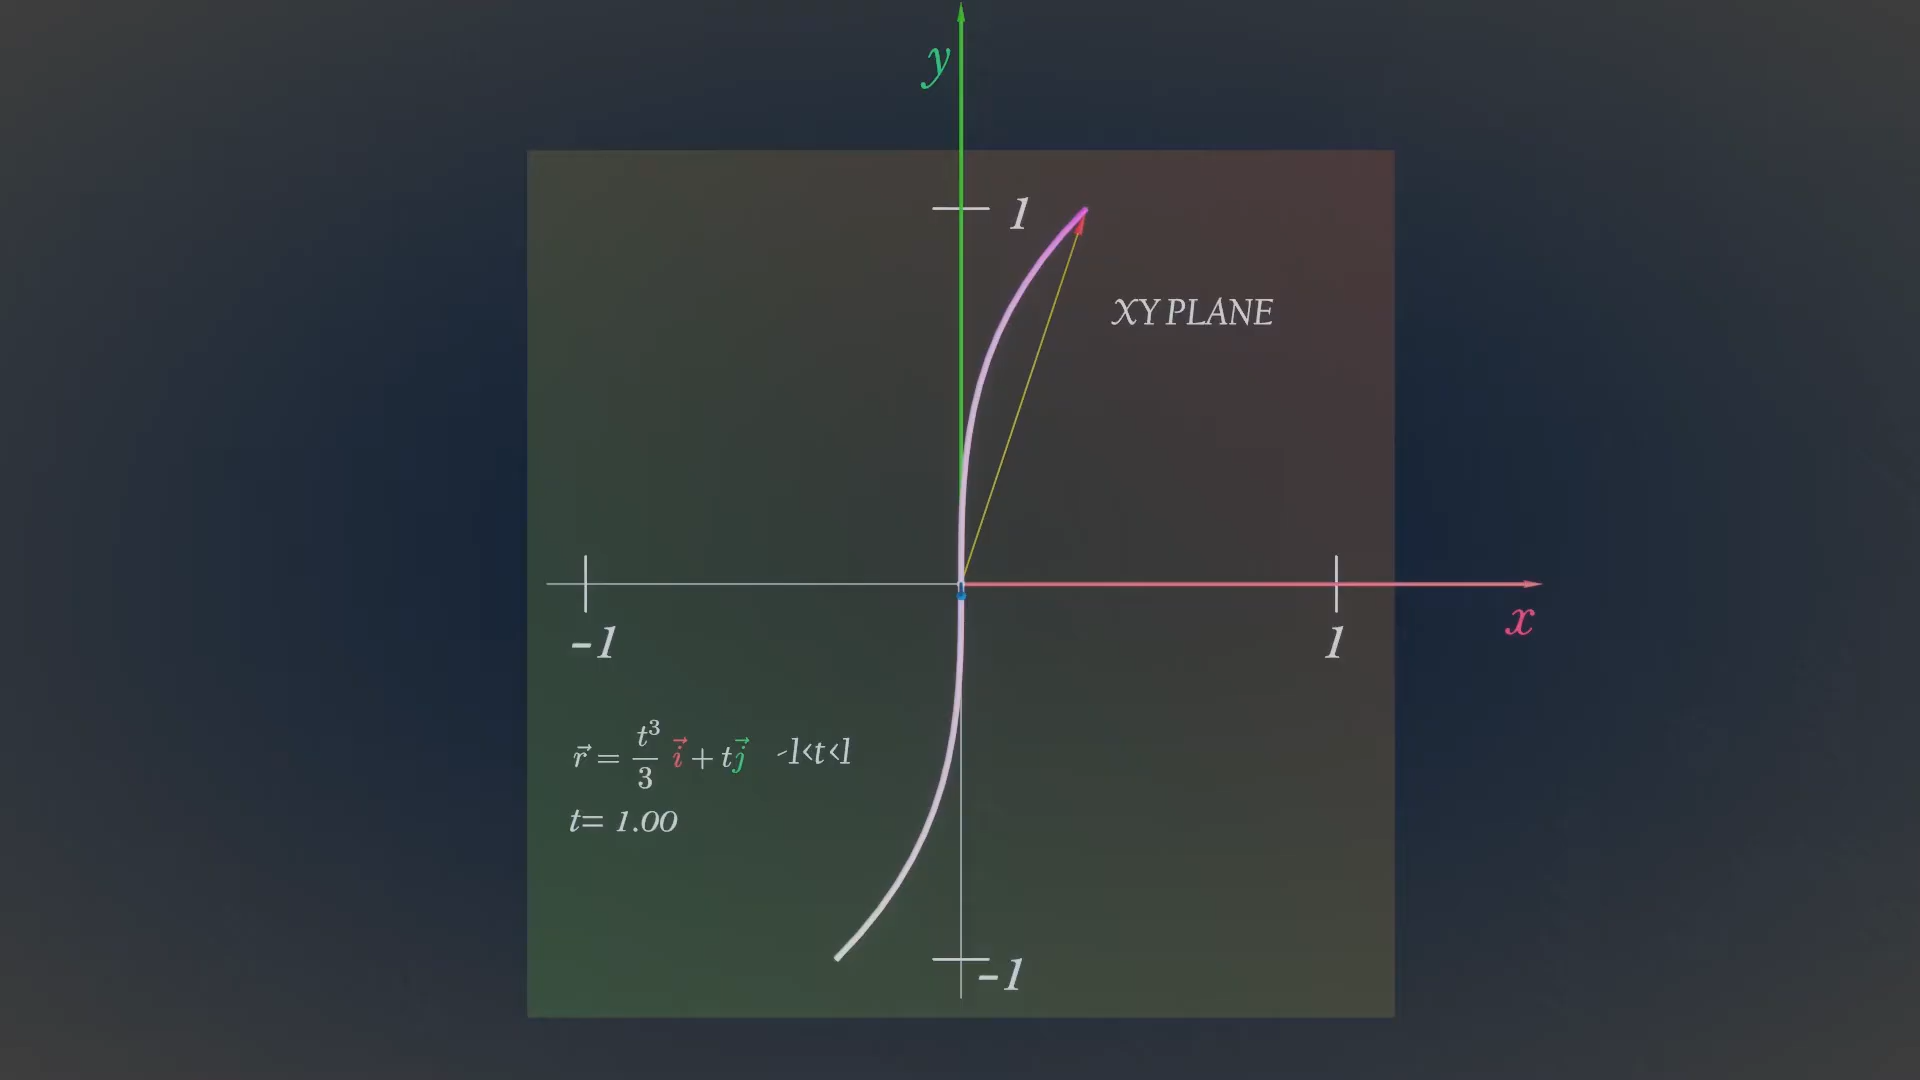 y
1
XY PLANE
-1
1
x
r⃗ = t³/3 i⃗ + t j⃗ -1<t<1
t= 1.00
-1